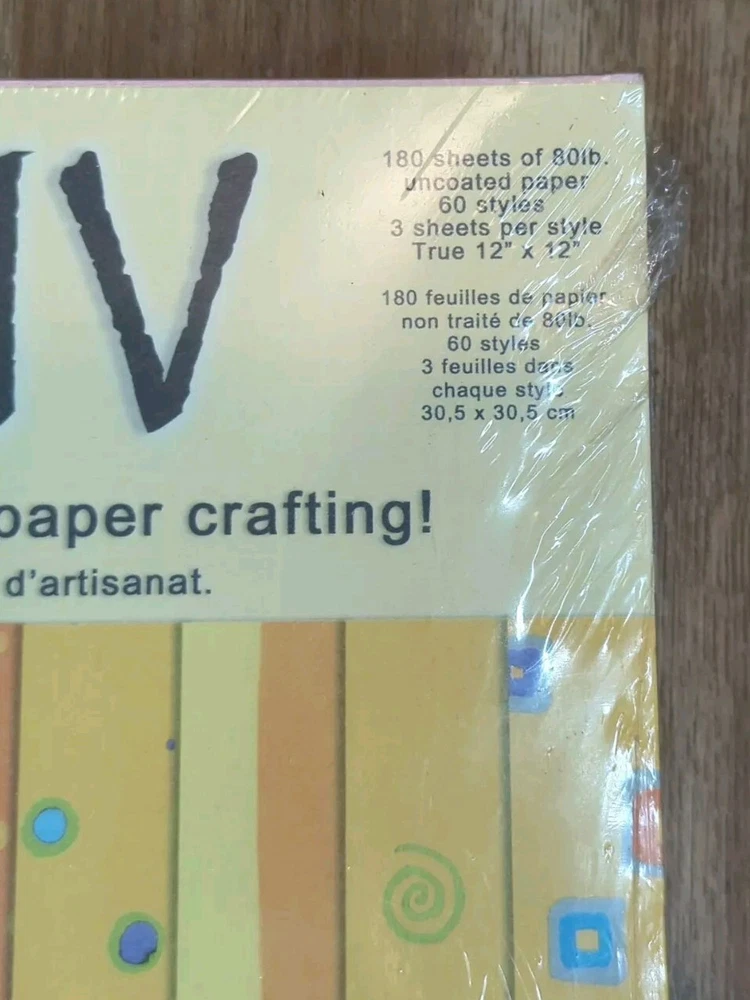 V
180 sheets of 80lb.
uncoated paper
60 styles
3 sheets per style
True 12" x 12"
180 feuilles de papier
non traité de 80lb.
60 styles
3 feuilles dans
chaque style
30,5 x 30,5 cm
paper crafting!
d'artisanat.